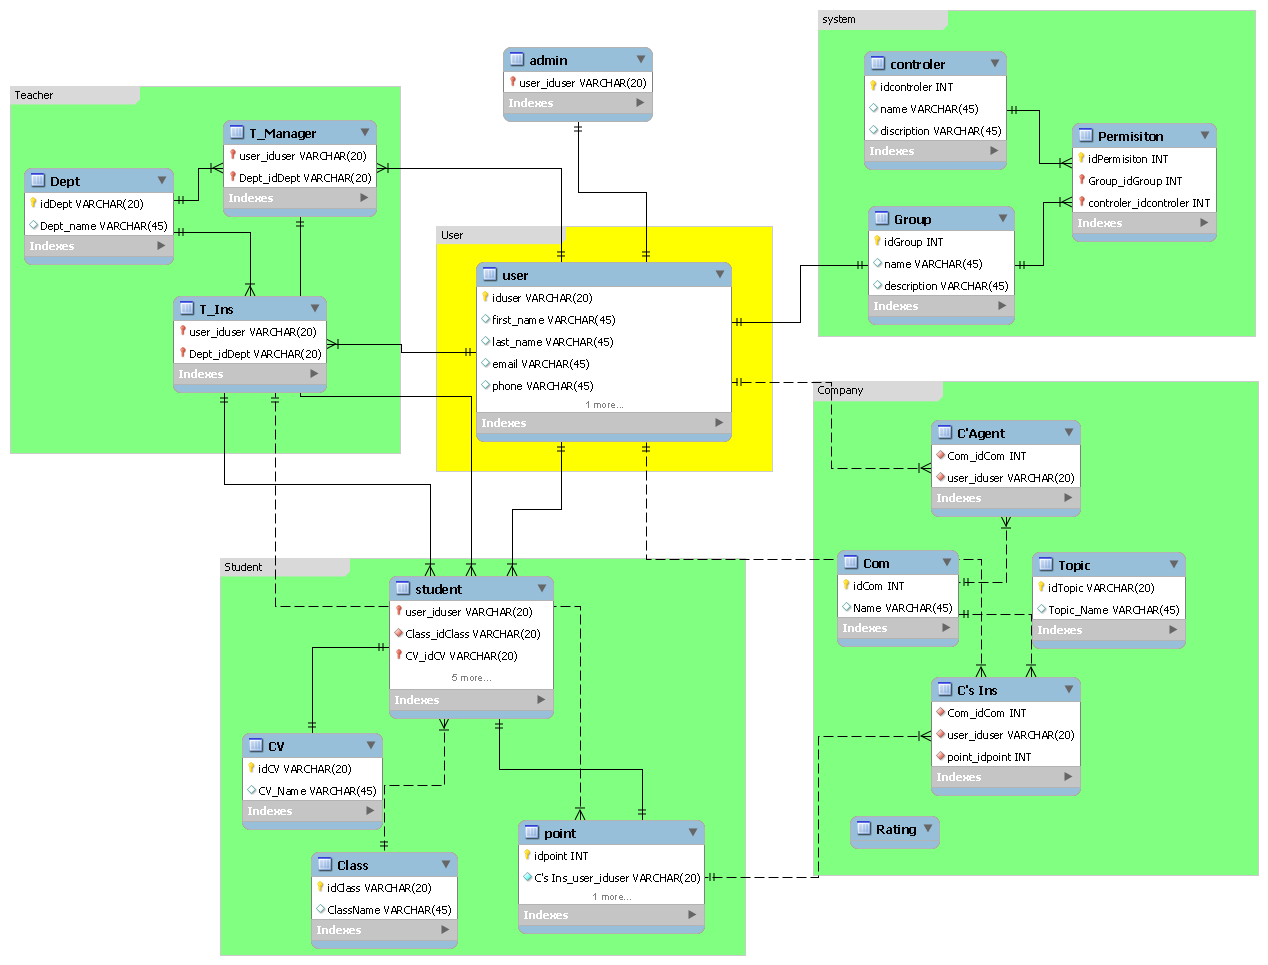 system
controler
idcontroler INT
name VARCHAR(45)
discription VARCHAR(45)
Indexes
Permisiton
idPermisiton INT
Group_idGroup INT
controler_idcontroler INT
Indexes
Group
idGroup INT
name VARCHAR(45)
description VARCHAR(45)
Indexes
admin
user_iduser VARCHAR(20)
Indexes
Teacher
T_Manager
user_iduser VARCHAR(20)
Dept_idDept VARCHAR(20)
Indexes
Dept
idDept VARCHAR(20)
Dept_name VARCHAR(45)
Indexes
T_Ins
user_iduser VARCHAR(20)
Dept_idDept VARCHAR(20)
Indexes
User
user
iduser VARCHAR(20)
first_name VARCHAR(45)
last_name VARCHAR(45)
email VARCHAR(45)
phone VARCHAR(45)
1 more...
Indexes
Company
C'Agent
Com_idCom INT
user_iduser VARCHAR(20)
Indexes
Com
idCom INT
Name VARCHAR(45)
Indexes
Topic
idTopic VARCHAR(20)
Topic_Name VARCHAR(45)
Indexes
C's Ins
Com_idCom INT
user_iduser VARCHAR(20)
point_idpoint INT
Indexes
Rating
Student
student
user_iduser VARCHAR(20)
Class_idClass VARCHAR(20)
CV_idCV VARCHAR(20)
5 more...
Indexes
CV
idCV VARCHAR(20)
CV_Name VARCHAR(45)
Indexes
Class
idClass VARCHAR(20)
ClassName VARCHAR(45)
Indexes
point
idpoint INT
C's Ins_user_iduser VARCHAR(20)
1 more...
Indexes